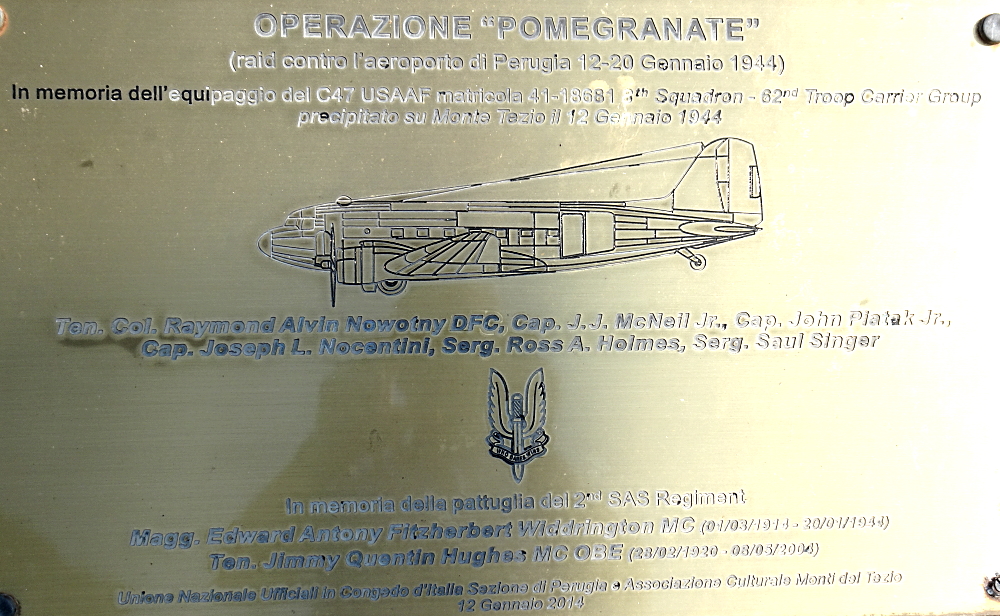 OPERAZIONE “POMEGRANATE”
(raid contro l'aeroporto di Perugia 12-20 Gennaio 1944)
In memoria dell'equipaggio del C47 USAAF matricola 41-18681 8th Squadron - 62nd Troop Carrier Group
precipitato su Monte Tezio il 12 Gennaio 1944
Ten. Col. Raymond Alvin Nowotny DFC, Cap. J.J. McNeil Jr., Cap. John Platak Jr.,
Cap. Joseph L. Nocentini, Serg. Ross A. Holmes, Serg. Saul Singer
WHO DARES WINS
In memoria della pattuglia del 2nd SAS Regiment
Magg. Edward Antony Fitzherbert Widdrington MC (01/03/1914 - 20/01/1944)
Ten. Jimmy Quentin Hughes MC OBE (28/02/1920 - 08/05/2004)
Unione Nazionale Ufficiali in Congedo d'Italia Sezione di Perugia e Associazione Culturale Monti del Tezio
12 Gennaio 2014